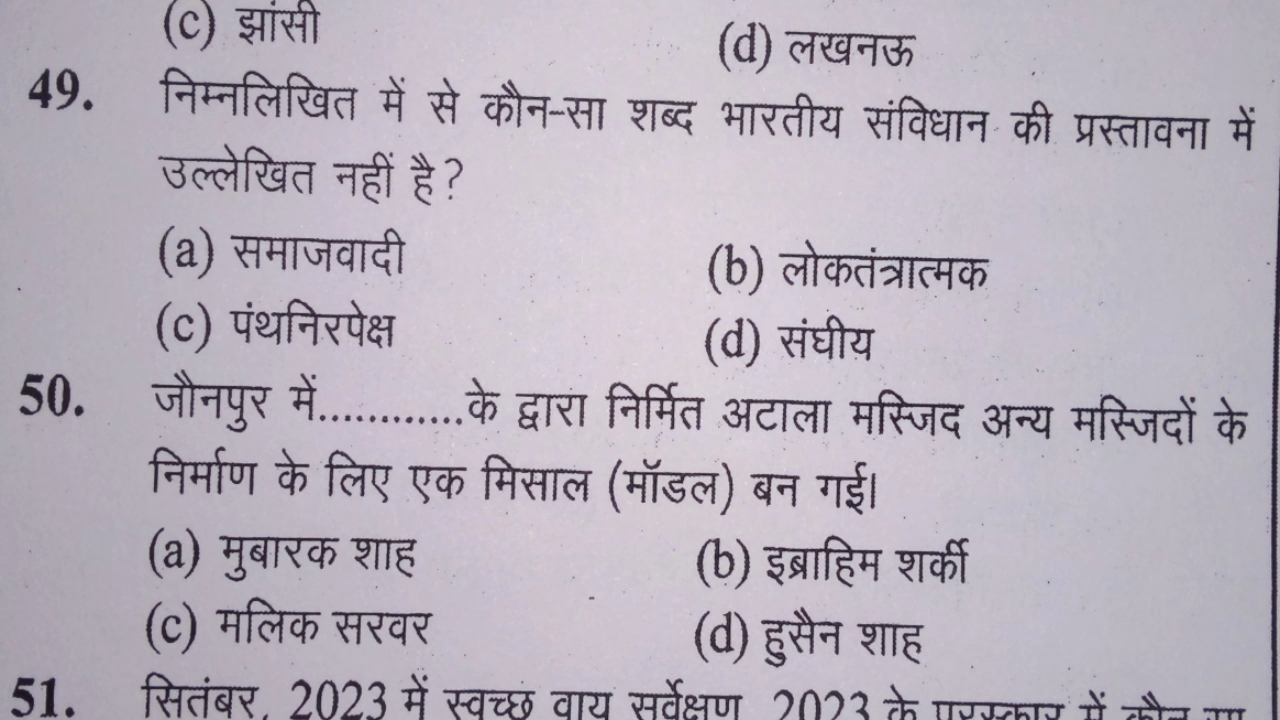 (c) झांसी (d) लखनऊ
49. निम्नलिखित में से कौन-सा शब्द भारतीय संविधान की प्रस्तावना में
उल्लेखित नहीं है?
(a) समाजवादी (b) लोकतंत्रात्मक
(c) पंथनिरपेक्ष (d) संघीय
50. जौनपुर में............के द्वारा निर्मित अटाला मस्जिद अन्य मस्जिदों के
निर्माण के लिए एक मिसाल (मॉडल) बन गई।
(a) मुबारक शाह (b) इब्राहिम शर्की
(c) मलिक सरवर (d) हुसैन शाह
51. सितंबर, 2023 में स्वच्छ वायु सर्वेक्षण, 2023 के पुरस्कार में कौन